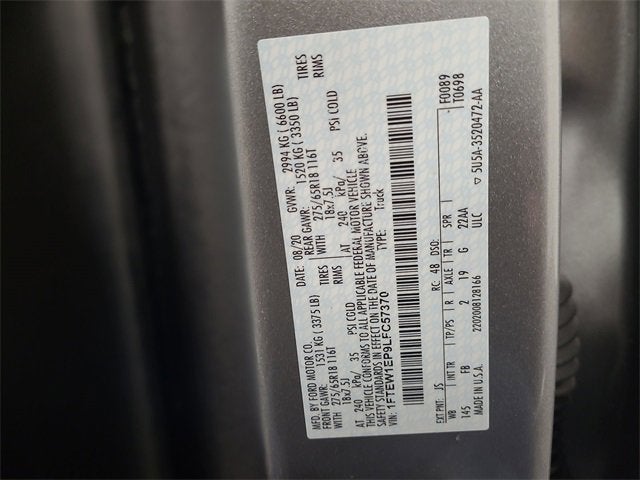 MFD. BY FORD MOTOR CO.
DATE: 08/20 GVWR: 2994 KG ( 6600 LB)
FRONT GAWR: 1531 KG ( 3375 LB) REAR GAWR: 1520 KG ( 3350 LB)
WITH 275/65R18 116T TIRES WITH 275/65R18 116T TIRES
18x7.5J RIMS 18x7.5J RIMS
AT 240 kPa/ 35 PSI COLD AT 240 kPa/ 35 PSI COLD
THIS VEHICLE CONFORMS TO ALL APPLICABLE FEDERAL MOTOR VEHICLE
SAFETY STANDARDS IN EFFECT ON THE DATE OF MANUFACTURE SHOWN ABOVE.
VIN: 1FTEW1EP9LFC57370 TYPE: Truck
F0089
T0698
EXT PNT: JS RC: 48 DSO:
WB INT TR TP/PS R AXLE TR SPR
145 FB 2 19 G 22AA
MADE IN U.S.A. 22020081281​66 ULC
5U5A-3520472-AA